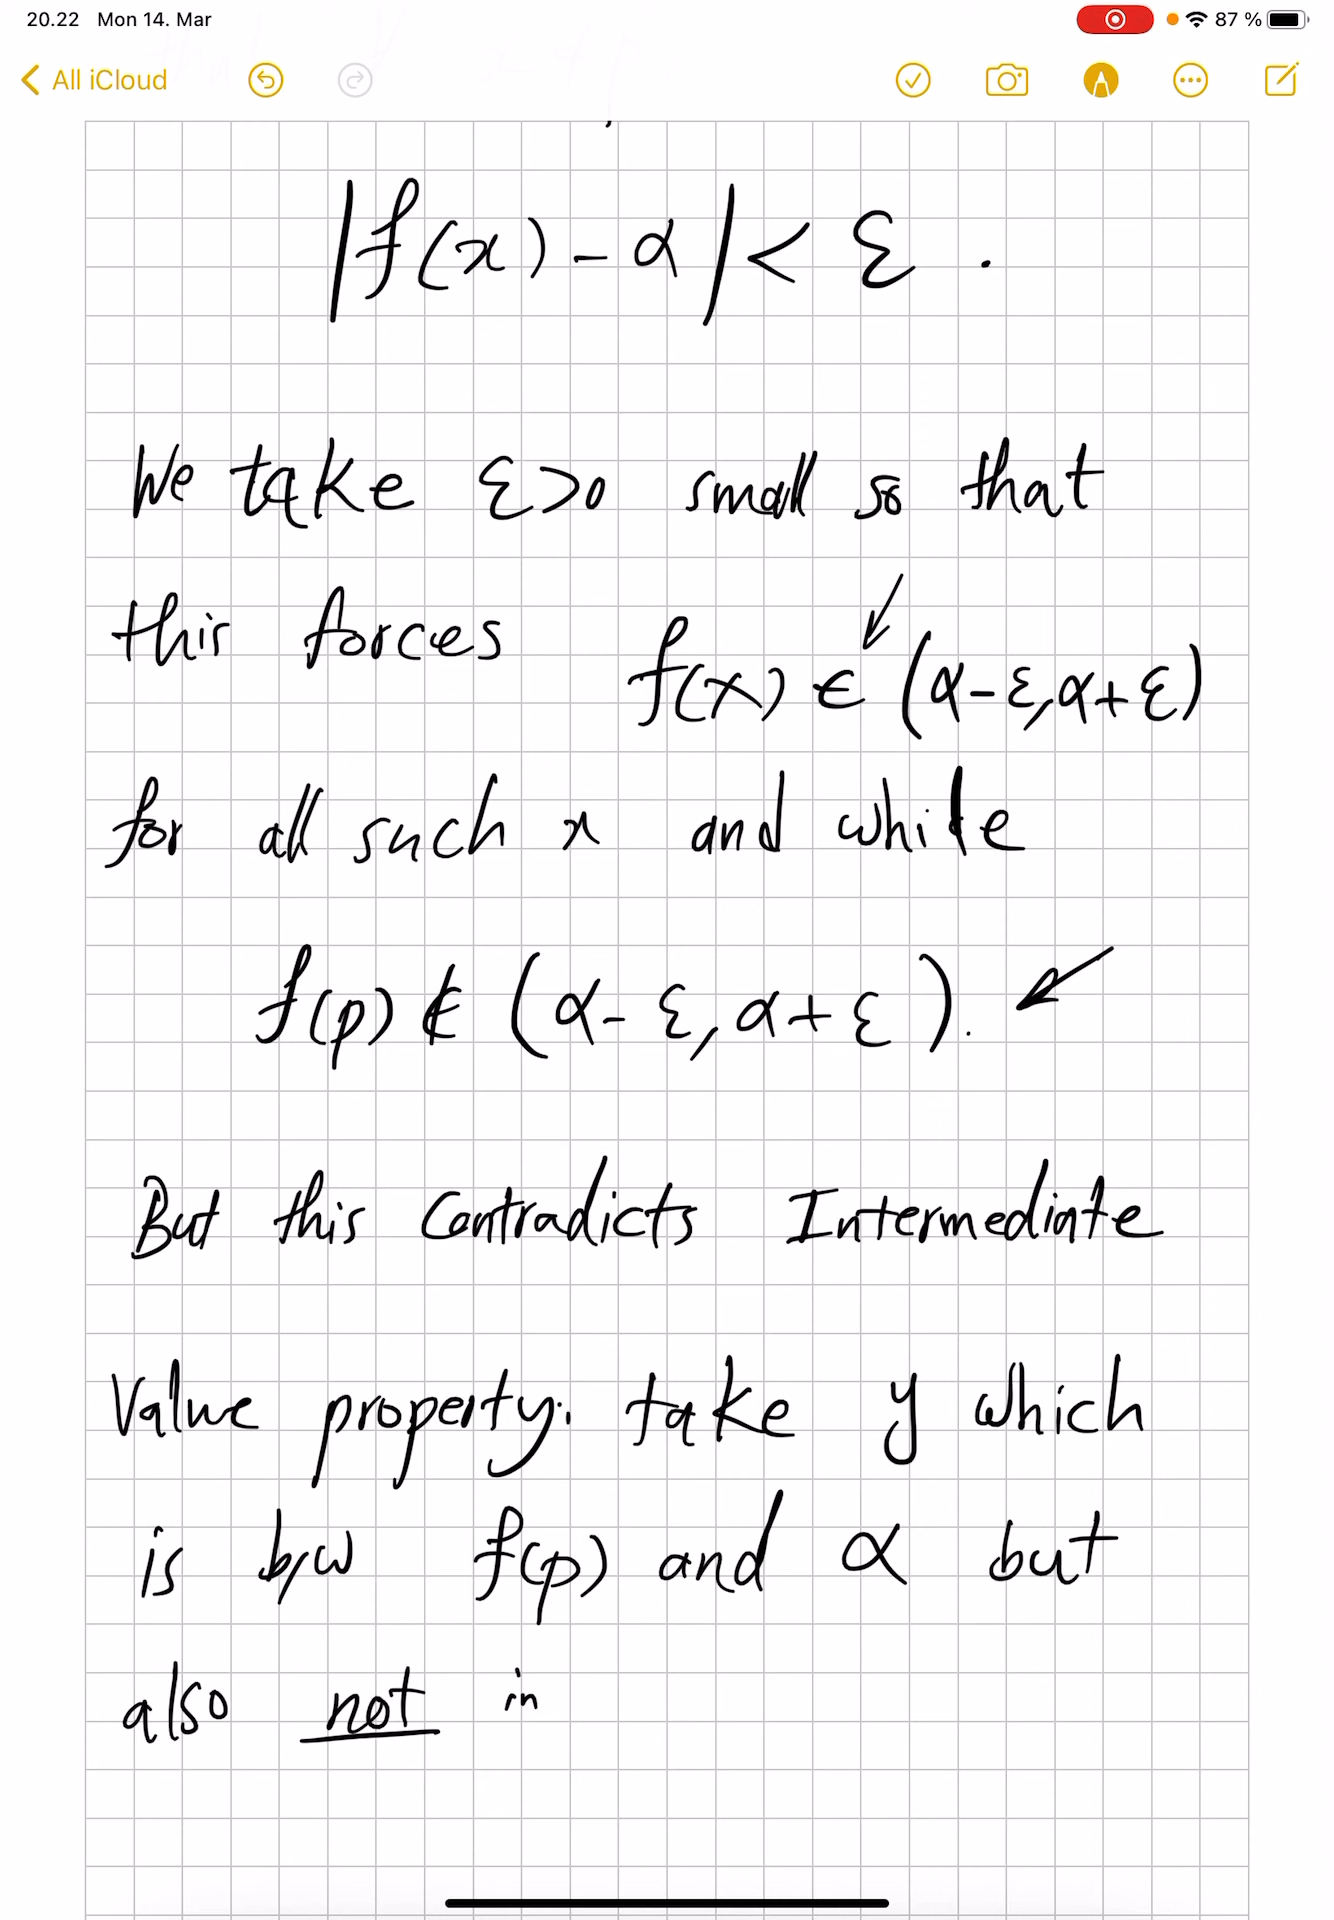 20.22 Mon 14. Mar 87 %
All iCloud
|f(x) - α| < ε .
We take ε>0 small so that
this forces f(x) ∈ (α-ε, α+ε)
for all such x and while
f(p) ∉ (α-ε, α+ε).
But this contradicts Intermediate
Value property: take y which
is b/w f(p) and α but
also not in